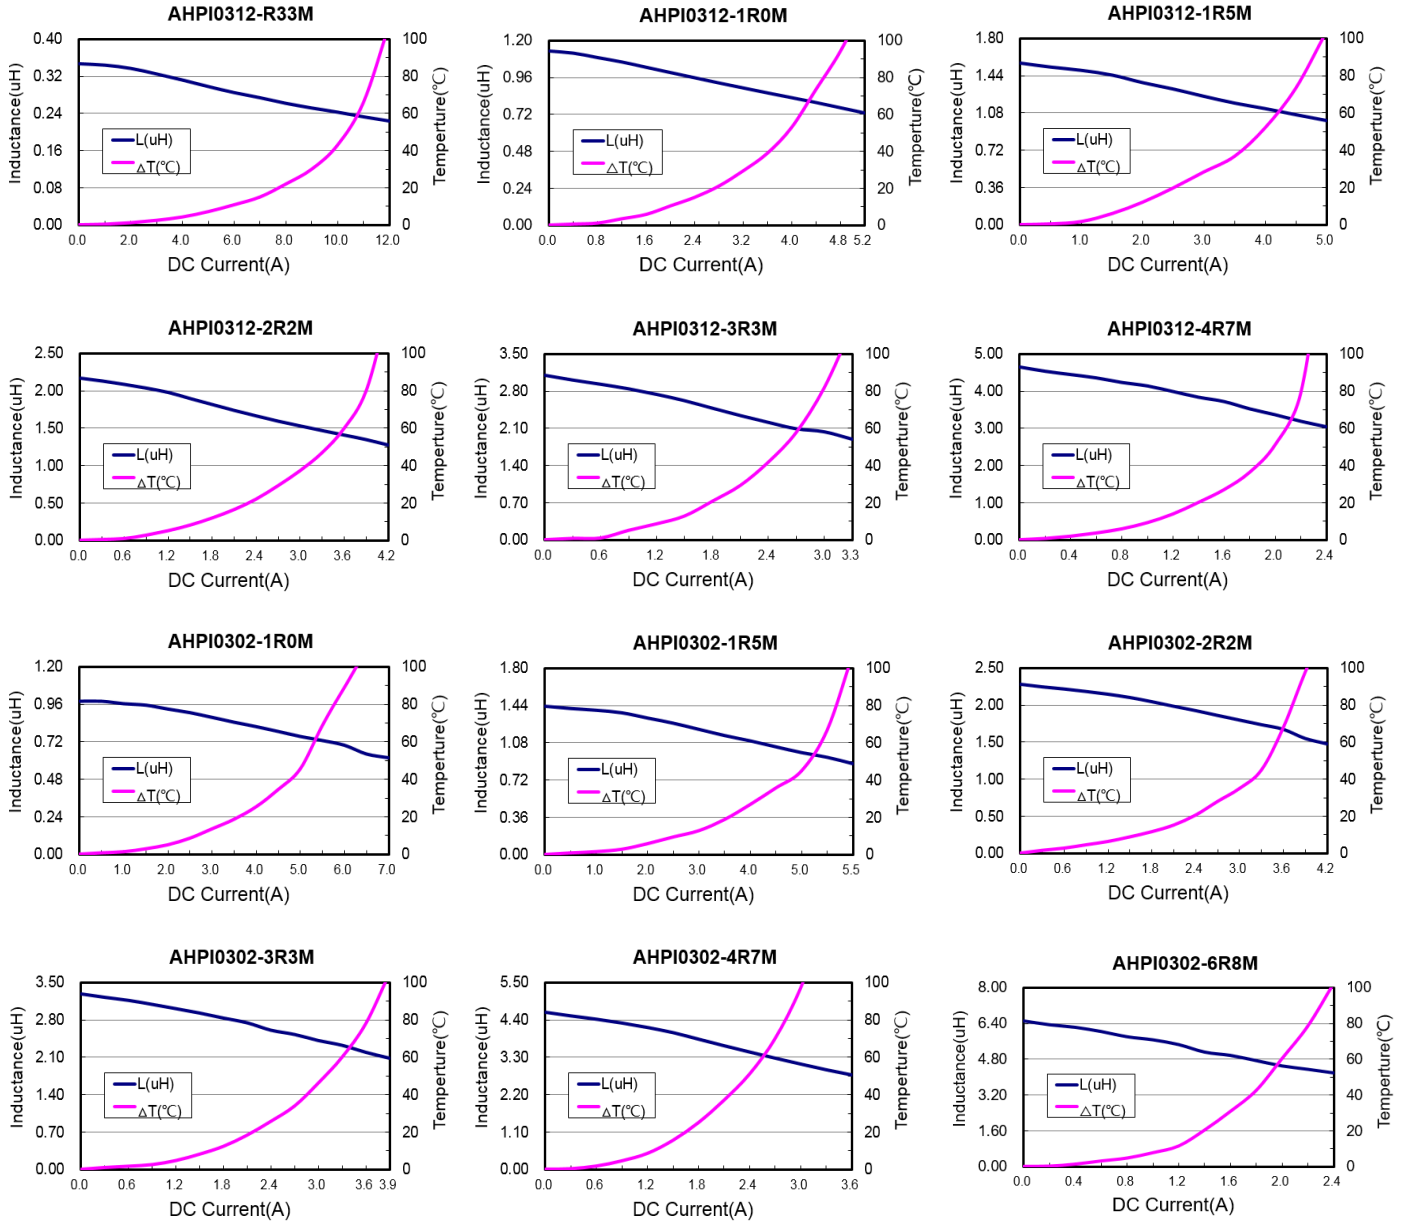 AHPI0312-R33M
Inductance(uH)
0.40
0.32
0.24
0.16
0.08
0.00
L(uH)
△T(℃)
100
80
60
40
20
0
Temperture(℃)
0.0 2.0 4.0 6.0 8.0 10.0 12.0
DC Current(A)
AHPI0312-1R0M
Inductance(uH)
1.20
0.96
0.72
0.48
0.24
0.00
L(uH)
△T(℃)
100
80
60
40
20
0
Temperture(℃)
0.0 0.8 1.6 2.4 3.2 4.0 4.8 5.2
DC Current(A)
AHPI0312-1R5M
Inductance(uH)
1.80
1.44
1.08
0.72
0.36
0.00
L(uH)
△T(℃)
100
80
60
40
20
0
Temperture(℃)
0.0 1.0 2.0 3.0 4.0 5.0
DC Current(A)
AHPI0312-2R2M
Inductance(uH)
2.50
2.00
1.50
1.00
0.50
0.00
L(uH)
△T(℃)
100
80
60
40
20
0
Temperture(℃)
0.0 0.6 1.2 1.8 2.4 3.0 3.6 4.2
DC Current(A)
AHPI0312-3R3M
Inductance(uH)
3.50
2.80
2.10
1.40
0.70
0.00
L(uH)
△T(℃)
100
80
60
40
20
0
Temperture(℃)
0.0 0.6 1.2 1.8 2.4 3.0 3.3
DC Current(A)
AHPI0312-4R7M
Inductance(uH)
5.00
4.00
3.00
2.00
1.00
0.00
L(uH)
△T(℃)
100
80
60
40
20
0
Temperture(℃)
0.0 0.4 0.8 1.2 1.6 2.0 2.4
DC Current(A)
AHPI0302-1R0M
Inductance(uH)
1.20
0.96
0.72
0.48
0.24
0.00
L(uH)
△T(℃)
100
80
60
40
20
0
Temperture(℃)
0.0 1.0 2.0 3.0 4.0 5.0 6.0 7.0
DC Current(A)
AHPI0302-1R5M
Inductance(uH)
1.80
1.44
1.08
0.72
0.36
0.00
L(uH)
△T(℃)
100
80
60
40
20
0
Temperture(℃)
0.0 1.0 2.0 3.0 4.0 5.0 5.5
DC Current(A)
AHPI0302-2R2M
Inductance(uH)
2.50
2.00
1.50
1.00
0.50
0.00
L(uH)
△T(℃)
100
80
60
40
20
0
Temperture(℃)
0.0 0.6 1.2 1.8 2.4 3.0 3.6 4.2
DC Current(A)
AHPI0302-3R3M
Inductance(uH)
3.50
2.80
2.10
1.40
0.70
0.00
L(uH)
△T(℃)
100
80
60
40
20
0
Temperture(℃)
0.0 0.6 1.2 1.8 2.4 3.0 3.6 3.9
DC Current(A)
AHPI0302-4R7M
Inductance(uH)
5.50
4.40
3.30
2.20
1.10
0.00
L(uH)
△T(℃)
100
80
60
40
20
0
Temperture(℃)
0.0 0.6 1.2 1.8 2.4 3.0 3.6
DC Current(A)
AHPI0302-6R8M
Inductance(uH)
8.00
6.40
4.80
3.20
1.60
0.00
L(uH)
△T(℃)
100
80
60
40
20
0
Temperture(℃)
0.0 0.4 0.8 1.2 1.6 2.0 2.4
DC Current(A)